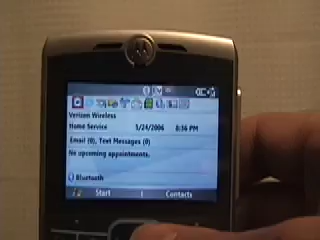 Verizon Wireless
Home Service 5/24/2006 8:36 PM
Email (0), Text Messages (0)
No upcoming appointments.
Bluetooth
Start Contacts